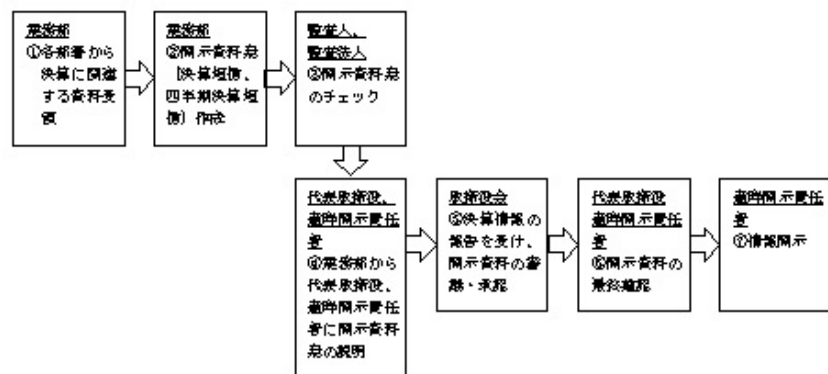 業務部
①各部署から
決算に関連
する資料受
領
業務部
②開示資料案
(決算短信、
四半期決算短
信)作成
監査人、
監査法人
③開示資料案
のチェック
代表取締役、
適時開示責任
者
④業務部から
代表取締役、
適時開示責任
者に開示資料
案の説明
取締役会
⑤決算情報の
報告を受け、
開示資料の審
議・承認
代表取締役
適時開示責任
者
⑥開示資料の
最終確認
適時開示責任
者
⑦情報開示